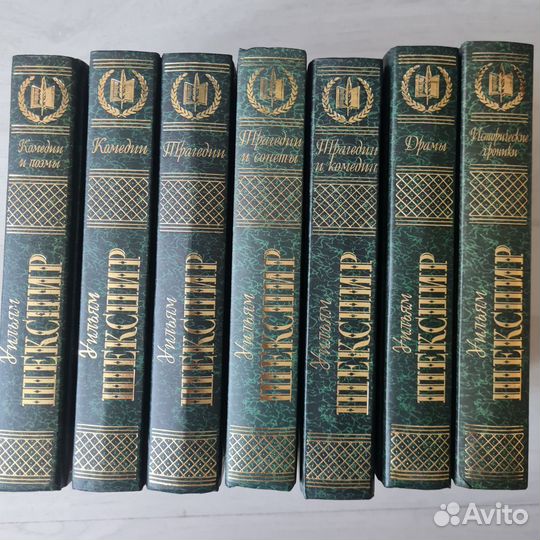 Комедии
и поэмы
Уильям
ШЕКСПИР
Комедии
Уильям
ШЕКСПИР
Трагедии
Уильям
ШЕКСПИР
Трагедии
и сонеты
Уильям
ШЕКСПИР
Трагедии
и комедии
Уильям
ШЕКСПИР
Драмы
Уильям
ШЕКСПИР
Исторические
хроники
Уильям
ШЕКСПИР
Avito